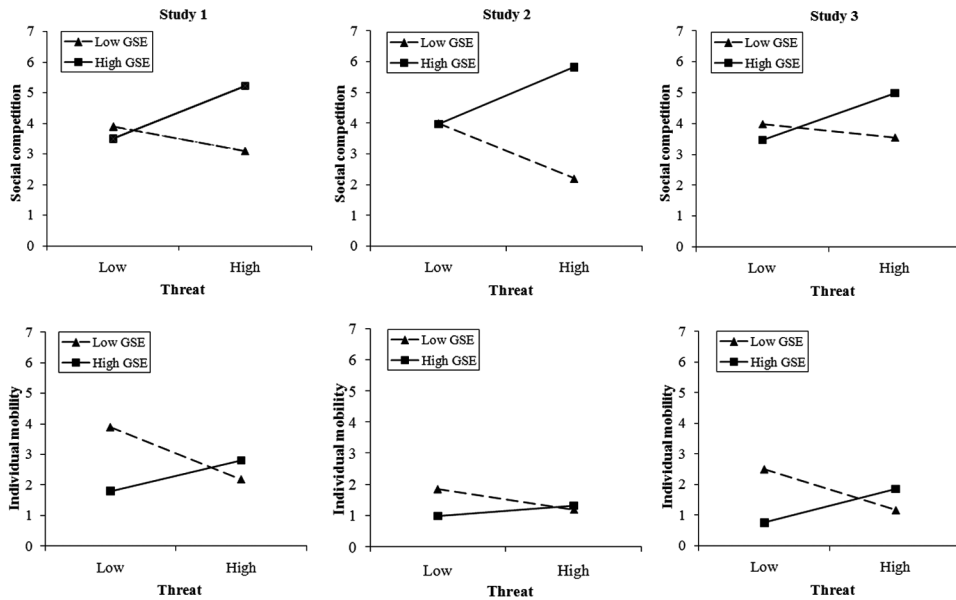 Study 1
Low GSE
High GSE
Social competition
7
6
5
4
3
2
1
0
Low
High
Threat
Study 2
Low GSE
High GSE
Social competition
7
6
5
4
3
2
1
0
Low
High
Threat
Study 3
Low GSE
High GSE
Social competition
7
6
5
4
3
2
1
0
Low
High
Threat
Low GSE
High GSE
Individual mobility
7
6
5
4
3
2
1
0
Low
High
Threat
Low GSE
High GSE
Individual mobility
7
6
5
4
3
2
1
0
Low
High
Threat
Low GSE
High GSE
Individual mobility
7
6
5
4
3
2
1
0
Low
High
Threat